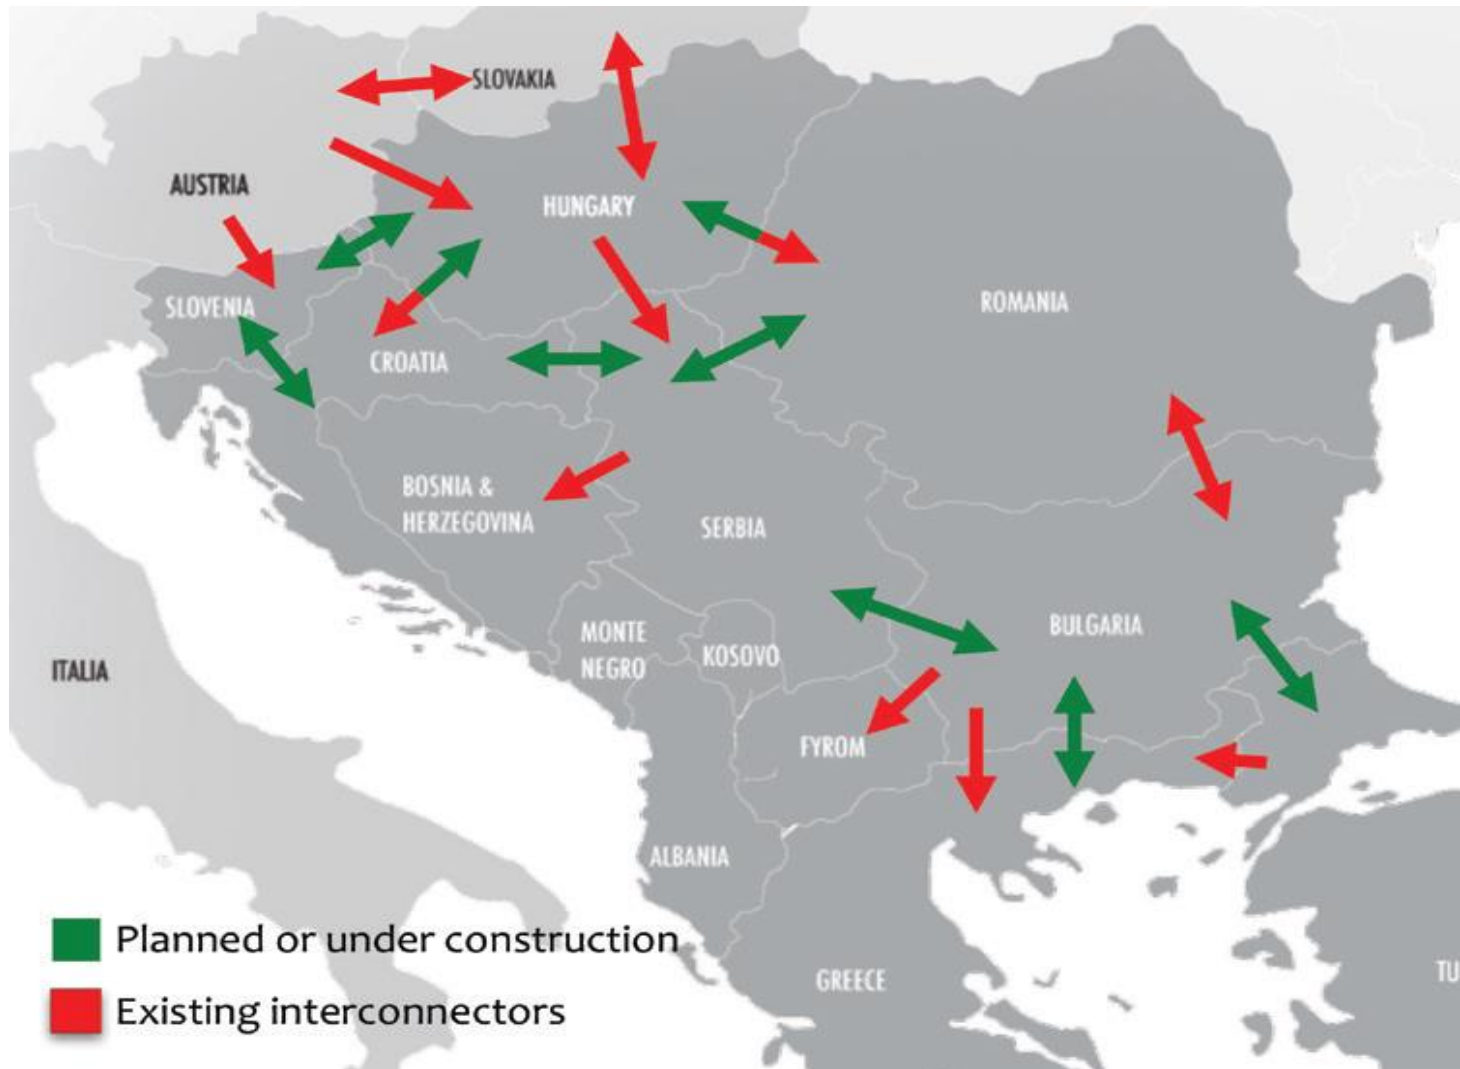 SLOVAKIA
AUSTRIA
HUNGARY
SLOVENIA
ROMANIA
CROATIA
BOSNIA &
HERZEGOVINA
SERBIA
MONTE
NEGRO
KOSOVO
BULGARIA
ITALIA
FYROM
ALBANIA
GREECE
TU
Planned or under construction
Existing interconnectors